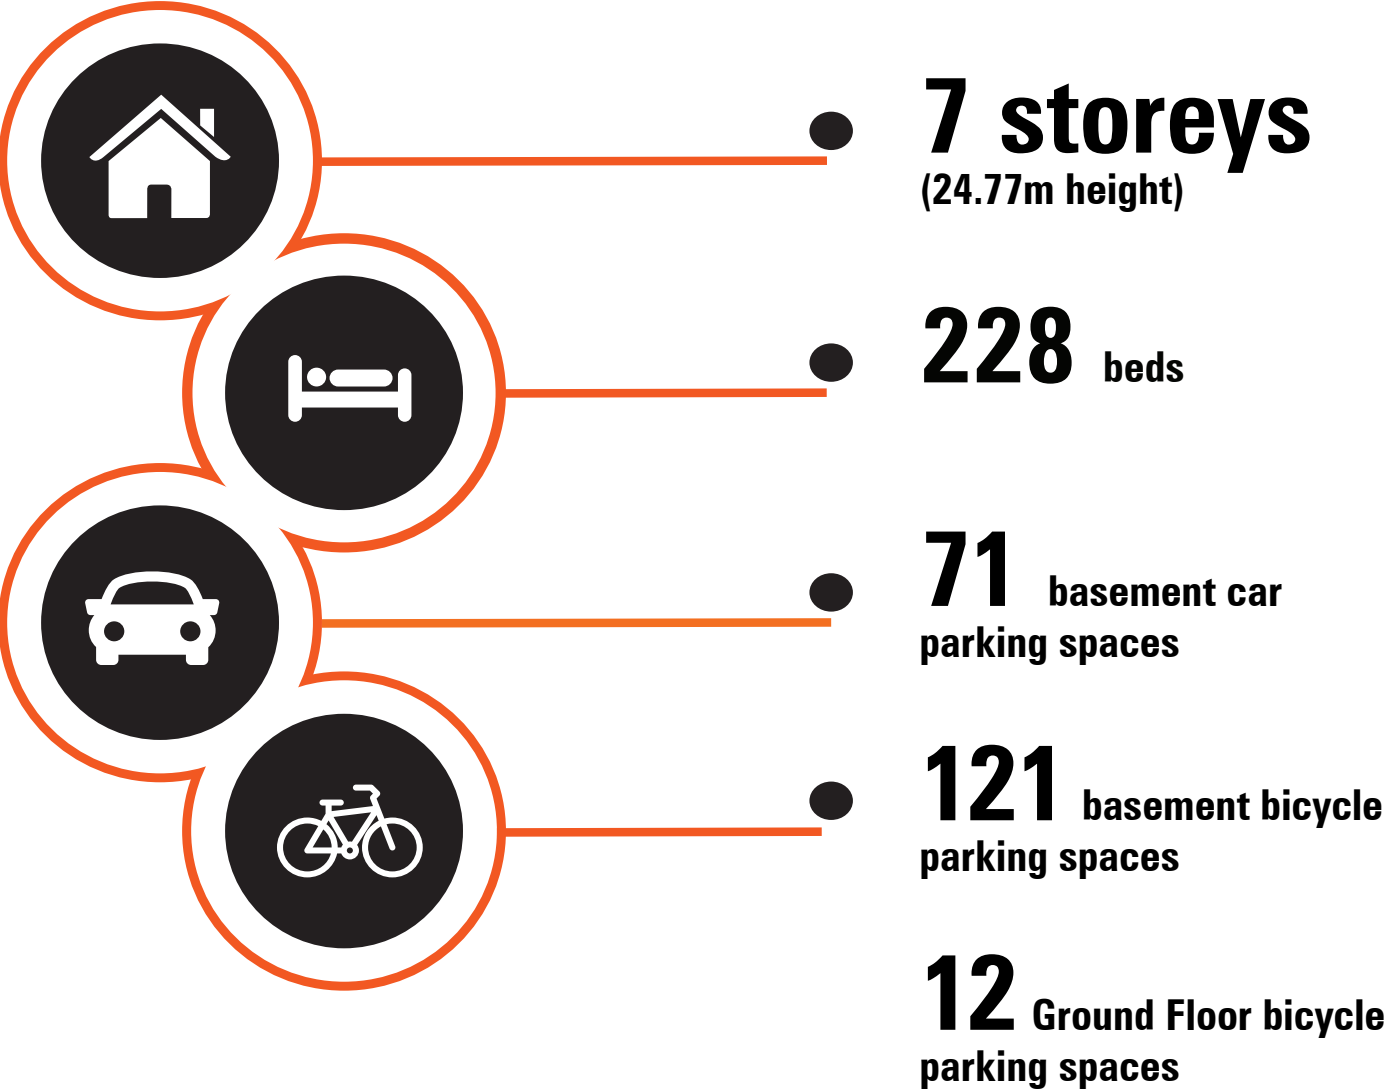 7 storeys
(24.77m height)
228 beds
71 basement car
parking spaces
121 basement bicycle
parking spaces
12 Ground Floor bicycle
parking spaces